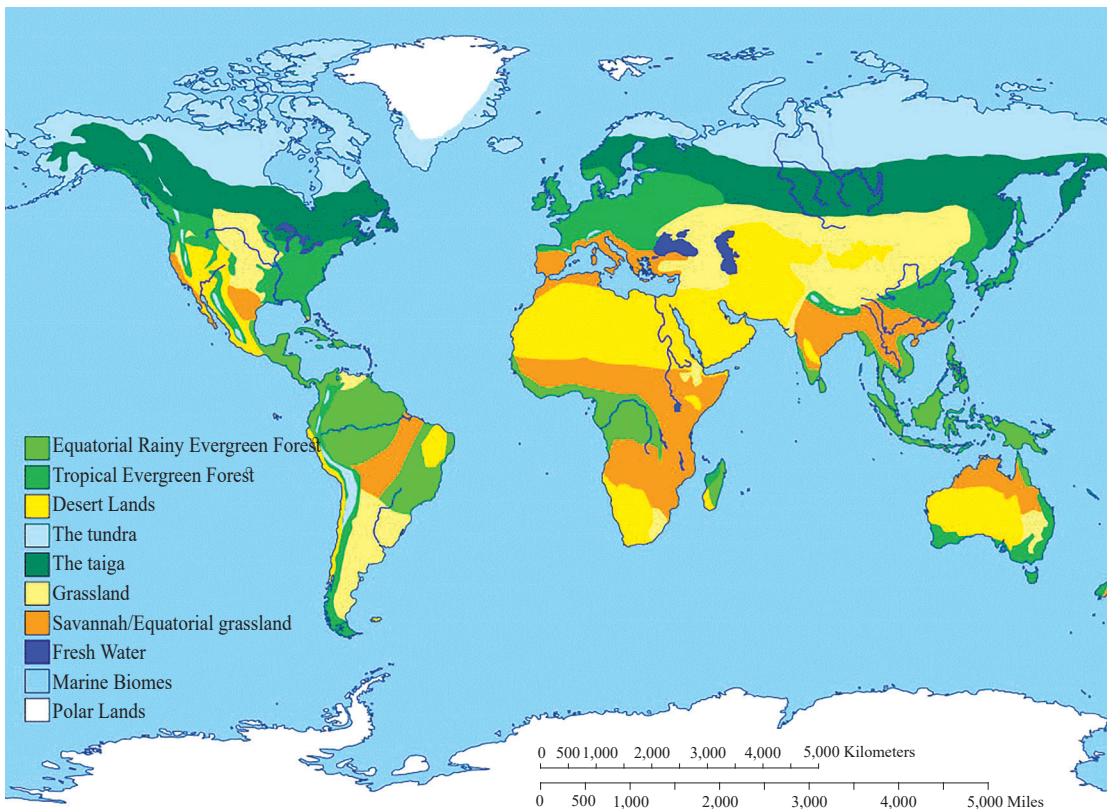 Equatorial Rainy Evergreen Forest
Tropical Evergreen Forest
Desert Lands
The tundra
The taiga
Grassland
Savannah/Equatorial grassland
Fresh Water
Marine Biomes
Polar Lands
0 500 1,000 2,000 3,000 4,000 5,000 Kilometers
0 500 1,000 2,000 3,000 4,000 5,000 Miles